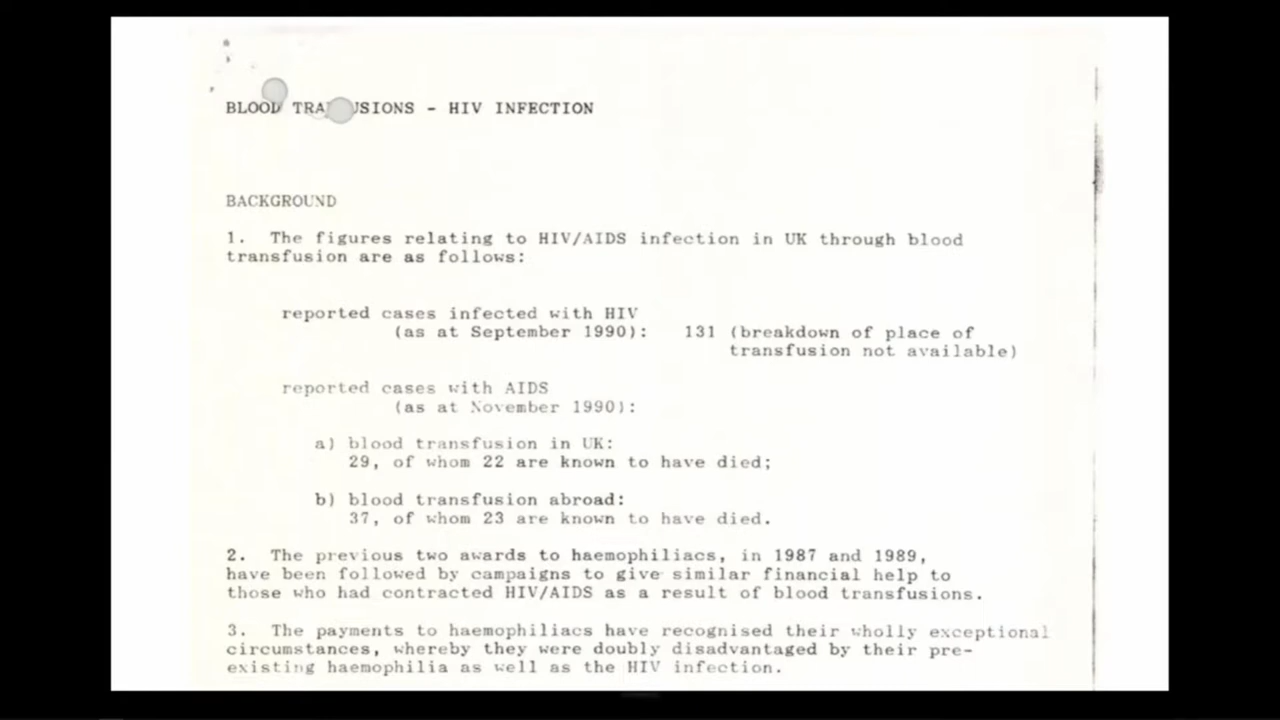 BLOOD TRANSFUSIONS - HIV INFECTION
BACKGROUND
1. The figures relating to HIV/AIDS infection in UK through blood
transfusion are as follows:
reported cases infected with HIV
(as at September 1990): 131 (breakdown of place of
transfusion not available)
reported cases with AIDS
(as at November 1990):
a) blood transfusion in UK:
29, of whom 22 are known to have died;
b) blood transfusion abroad:
37, of whom 23 are known to have died.
2. The previous two awards to haemophiliacs, in 1987 and 1989,
have been followed by campaigns to give similar financial help to
those who had contracted HIV/AIDS as a result of blood transfusions.
3. The payments to haemophiliacs have recognised their wholly exceptional
circumstances, whereby they were doubly disadvantaged by their pre-
existing haemophilia as well as the HIV infection.